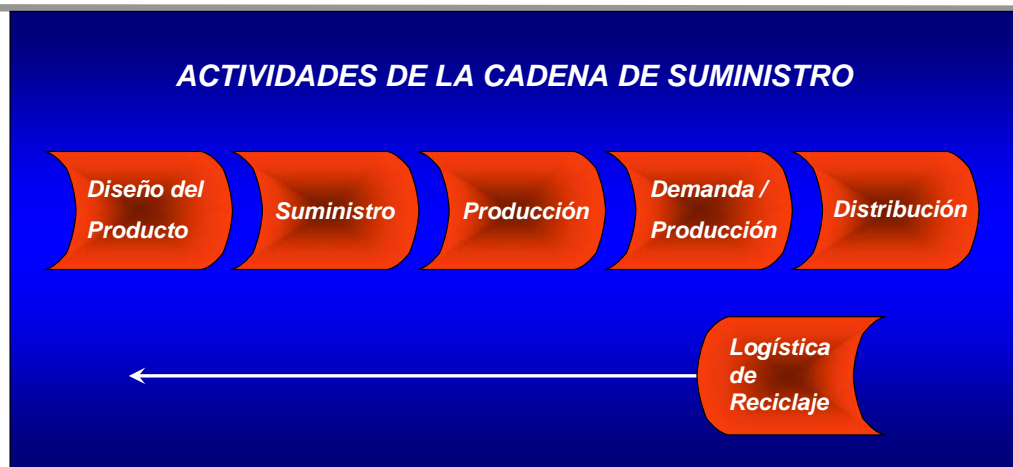 ACTIVIDADES DE LA CADENA DE SUMINISTRO
Diseño del
Producto
Suministro
Producción
Demanda /
Producción
Distribución
Logística
de
Reciclaje